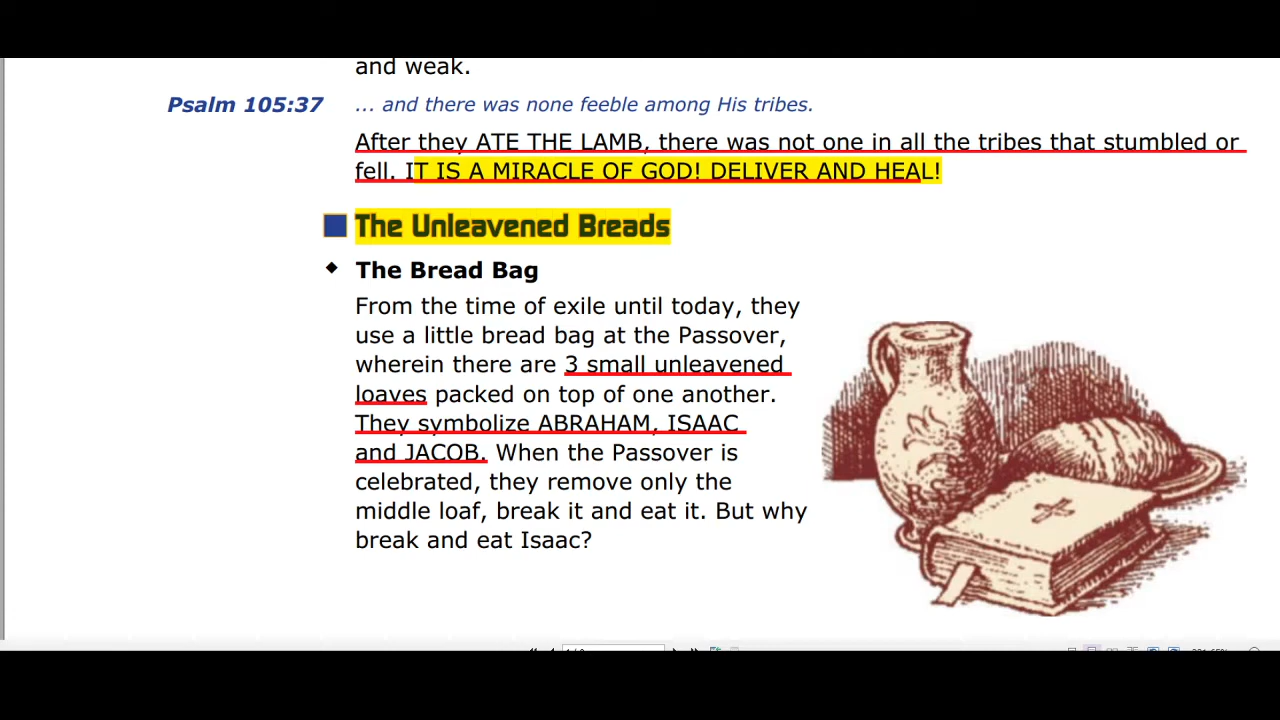 and weak.
Psalm 105:37 ... and there was none feeble among His tribes.
After they ATE THE LAMB, there was not one in all the tribes that stumbled or
fell. IT IS A MIRACLE OF GOD! DELIVER AND HEAL!
The Unleavened Breads
The Bread Bag
From the time of exile until today, they
use a little bread bag at the Passover,
wherein there are 3 small unleavened
loaves packed on top of one another.
They symbolize ABRAHAM, ISAAC
and JACOB. When the Passover is
celebrated, they remove only the
middle loaf, break it and eat it. But why
break and eat Isaac?